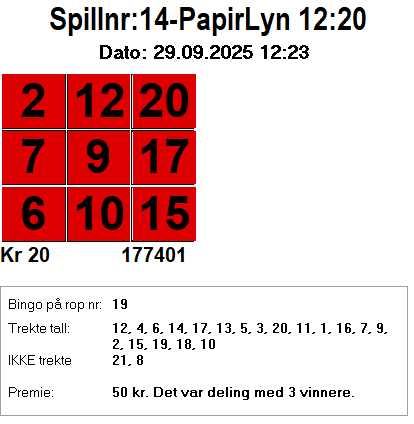 Spillnr:14-PapirLyn 12:20
Dato: 29.09.2025 12:23
2 12 20
7 9 17
6 10 15
Kr 20 177401
Bingo på rop nr: 19
Trekte tall: 12, 4, 6, 14, 17, 13, 5, 3, 20, 11, 1, 16, 7, 9,
2, 15, 19, 18, 10
IKKE trekte 21, 8
Premie: 50 kr. Det var deling med 3 vinnere.